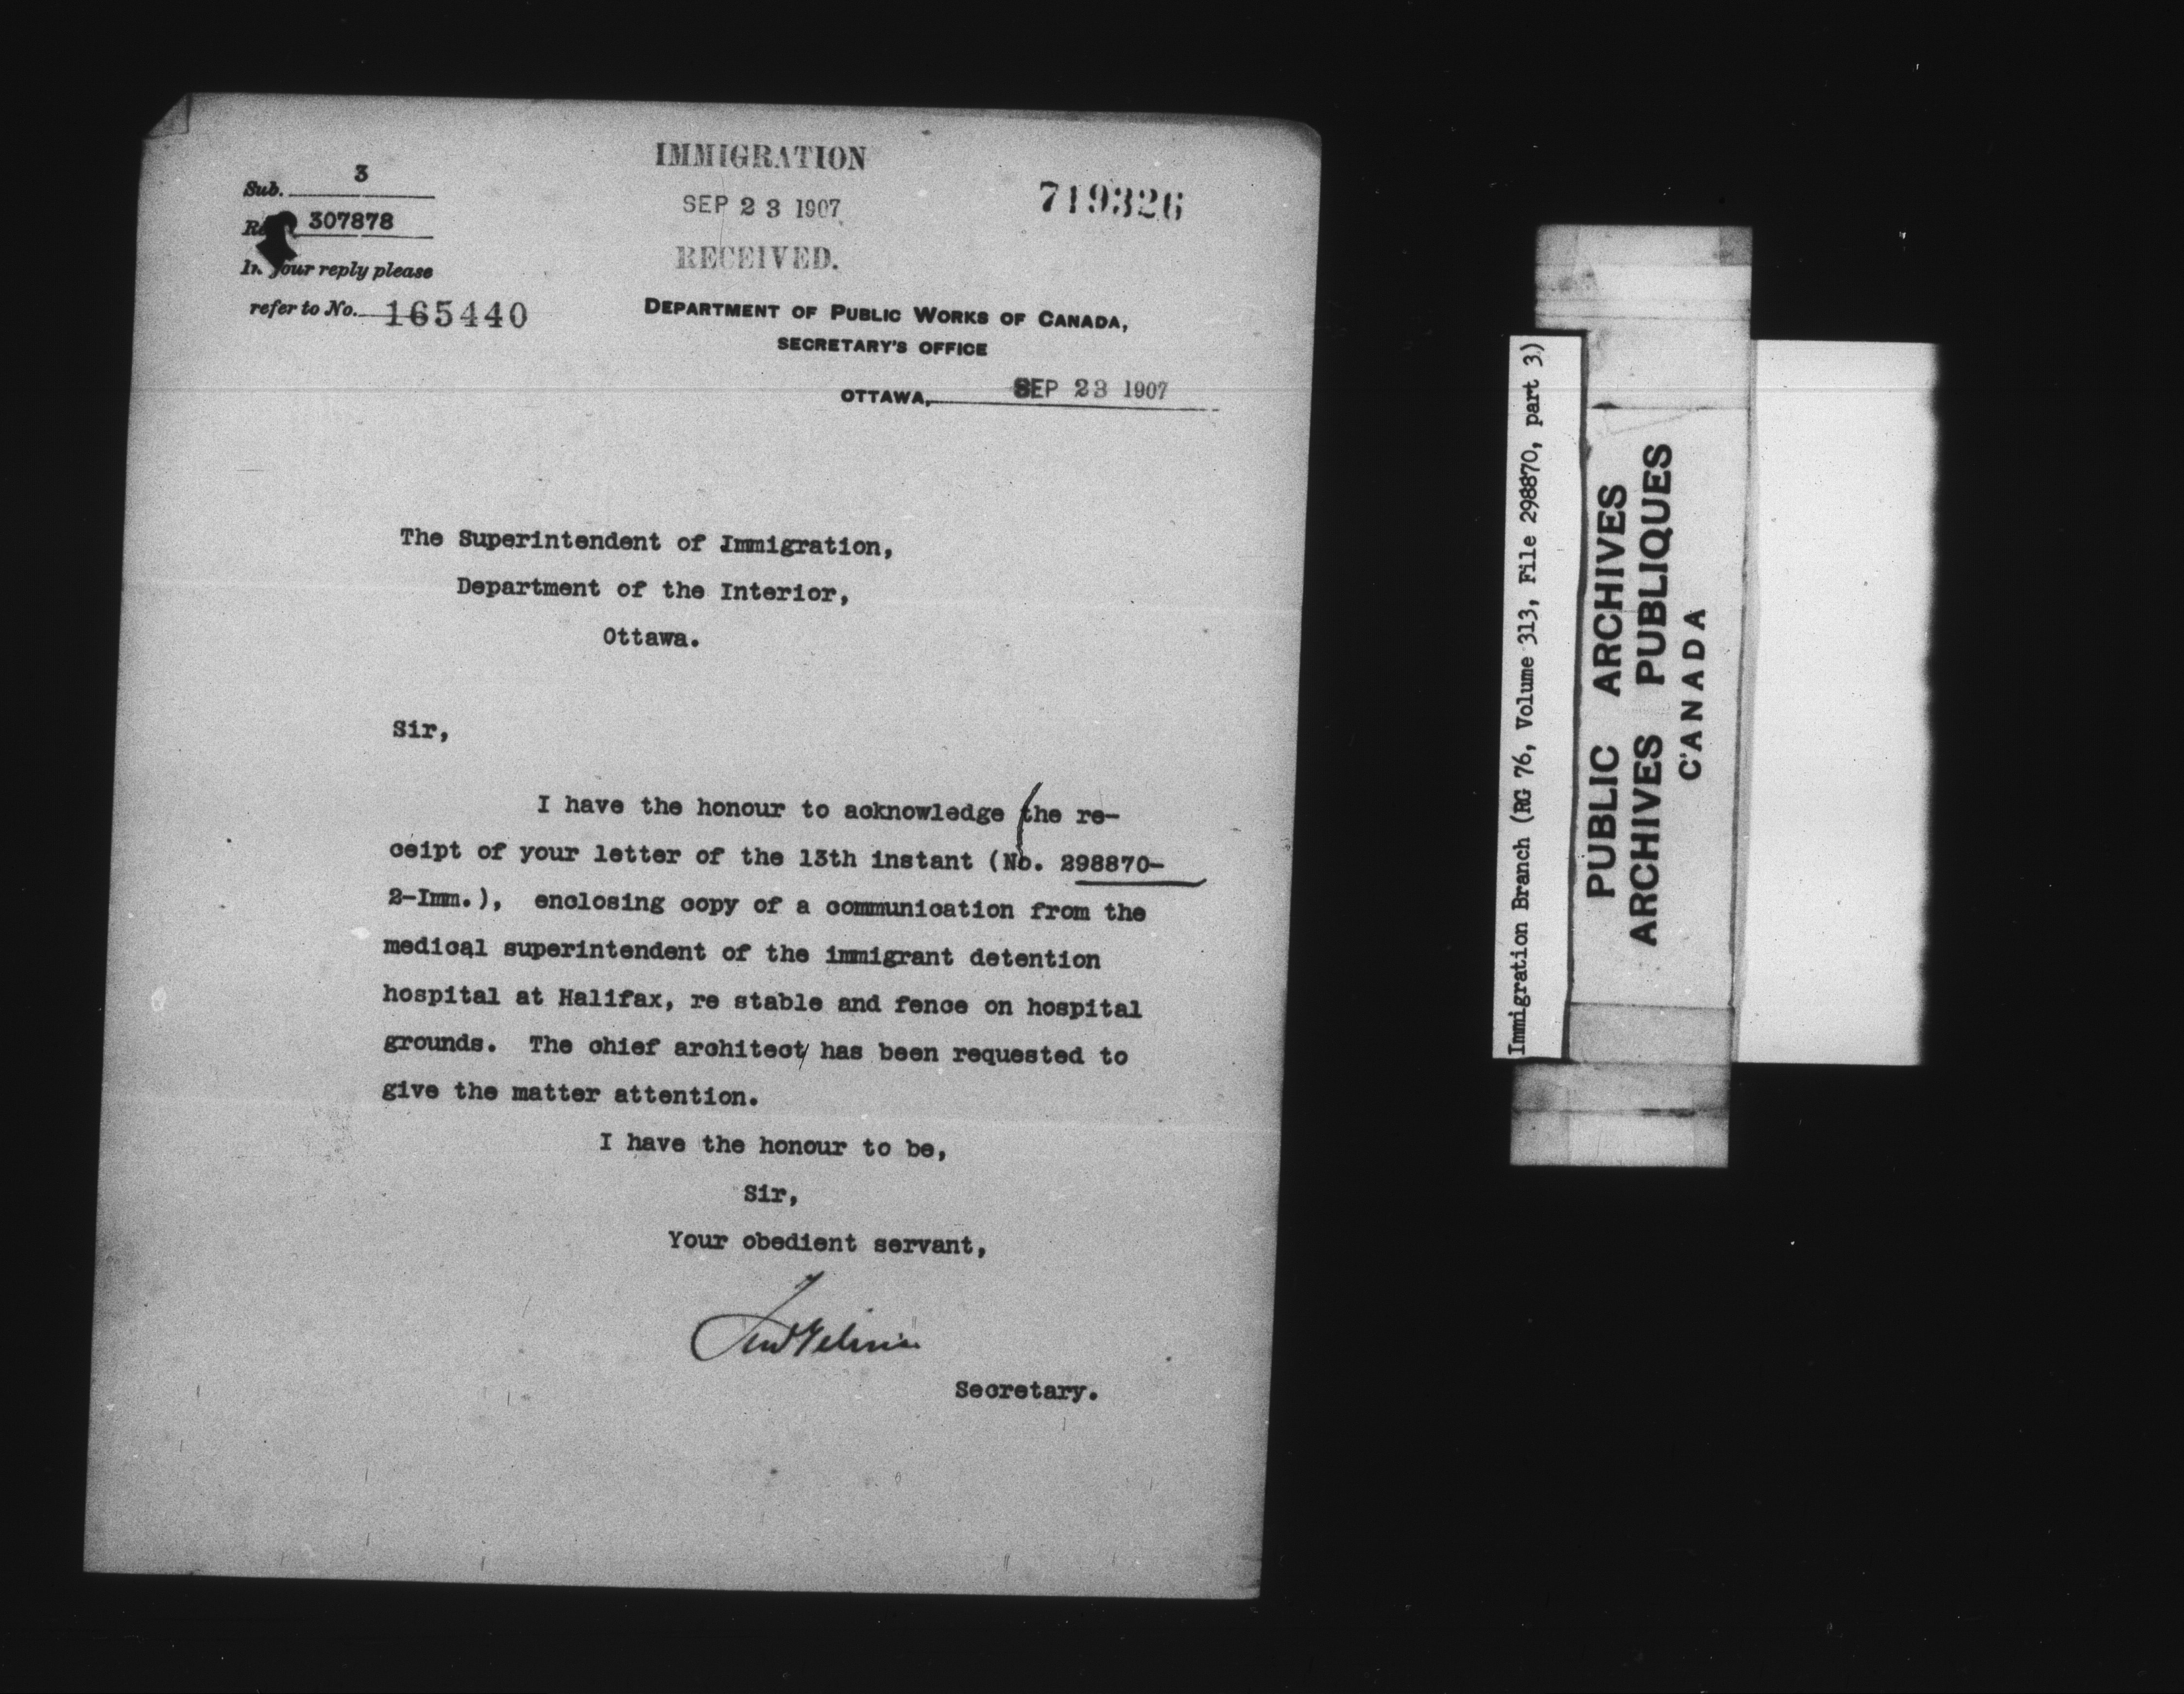 IMMIGRATION
SEP 23 1907
RECEIVED.
719326
Sub. 3
307878
In your reply please
refer to No. 165440
DEPARTMENT OF PUBLIC WORKS OF CANADA,
SECRETARY'S OFFICE
OTTAWA, SEP 23 1907
The Superintendent of Immigration,
Department of the Interior,
Ottawa.
Sir,
I have the honour to acknowledge the re-
ceipt of your letter of the 13th instant (No. 298870-
2-Imm.), enclosing copy of a communication from the
medical superintendent of the immigrant detention
hospital at Halifax, re stable and fence on hospital
grounds. The chief architect has been requested to
give the matter attention.
I have the honour to be,
Sir,
Your obedient servant,
Secretary.
Immigration Branch (RG 76, Volume 313, File 298870, part 3)
PUBLIC ARCHIVES
ARCHIVES PUBLIQUES
CANADA